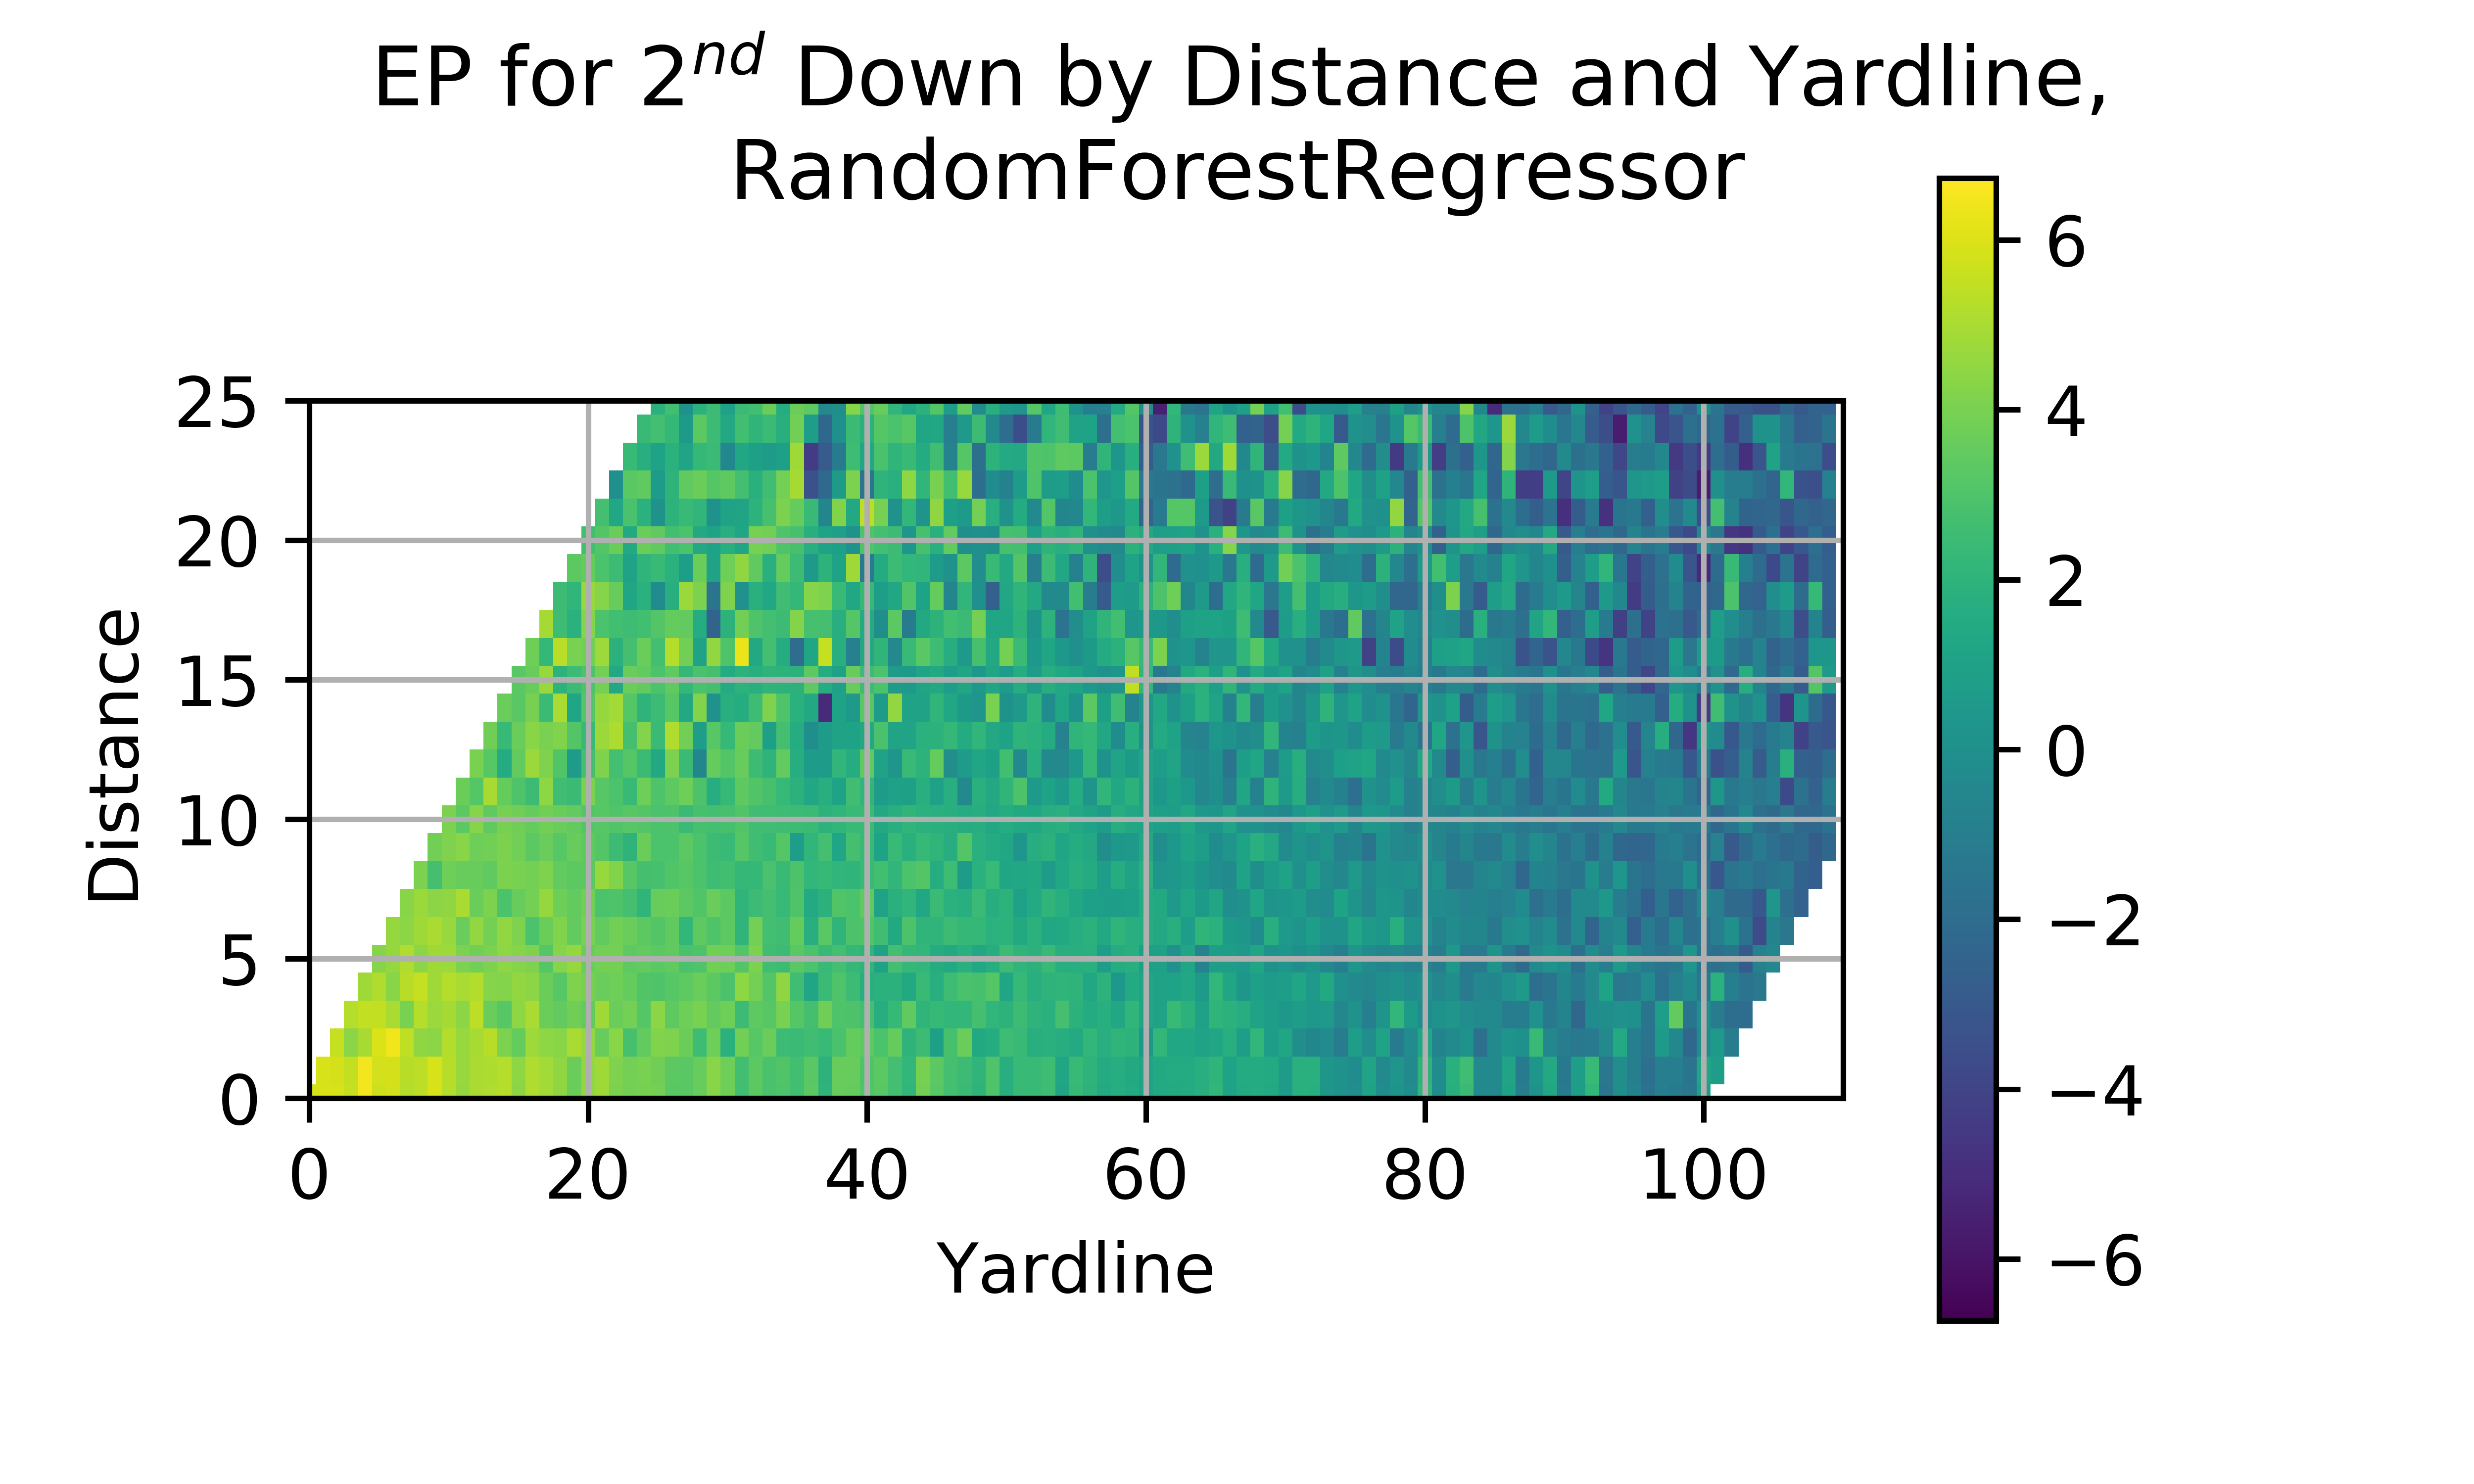 EP for 2nd Down by Distance and Yardline,
RandomForestRegressor
Distance
25
20
15
10
5
0
0 20 40 60 80 100
Yardline
6
4
2
0
−2
−4
−6